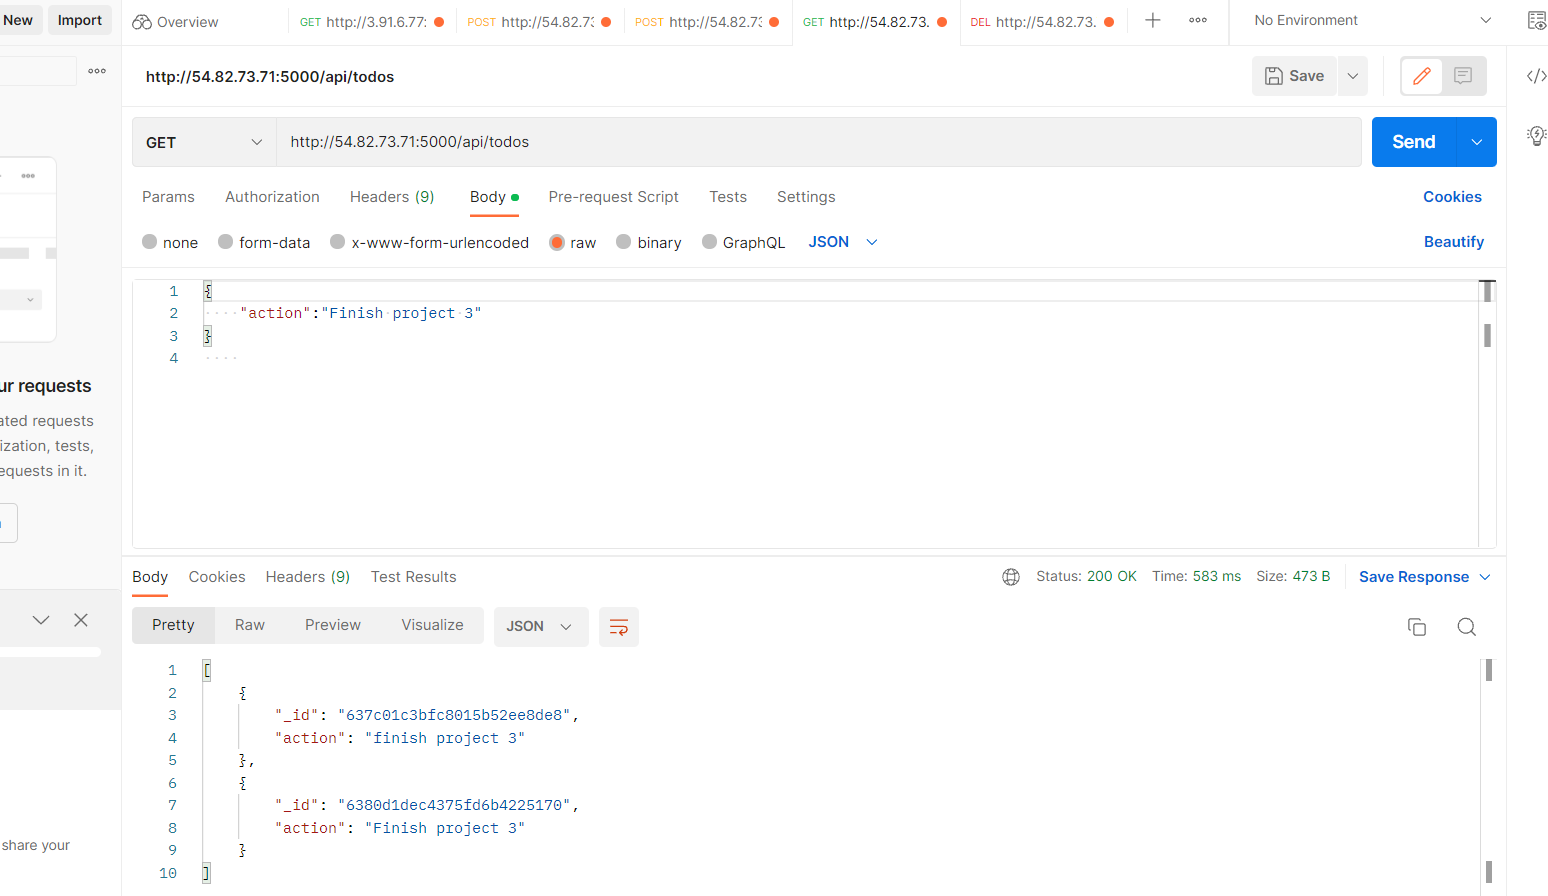 New Import Overview GET http://3.91.6.77: POST http://54.82.73 POST http://54.82.73 GET http://54.82.73. DEL http://54.82.73. No Environment
http://54.82.73.71:5000/api/todos Save
GET http://54.82.73.71:5000/api/todos Send
Params Authorization Headers (9) Body Pre-request Script Tests Settings Cookies
none form-data x-www-form-urlencoded raw binary GraphQL JSON Beautify
1 {
2 "action":"Finish project 3"
3 }
4
ur requests
ated requests
ization, tests,
equests in it.
Body Cookies Headers (9) Test Results Status: 200 OK Time: 583 ms Size: 473 B Save Response
Pretty Raw Preview Visualize JSON
1 [
2 {
3 "_id": "637c01c3bfc8015b52ee8de8",
4 "action": "finish project 3"
5 },
6 {
7 "_id": "6380d1dec4375fd6b4225170",
8 "action": "Finish project 3"
9 }
10 ]
share your